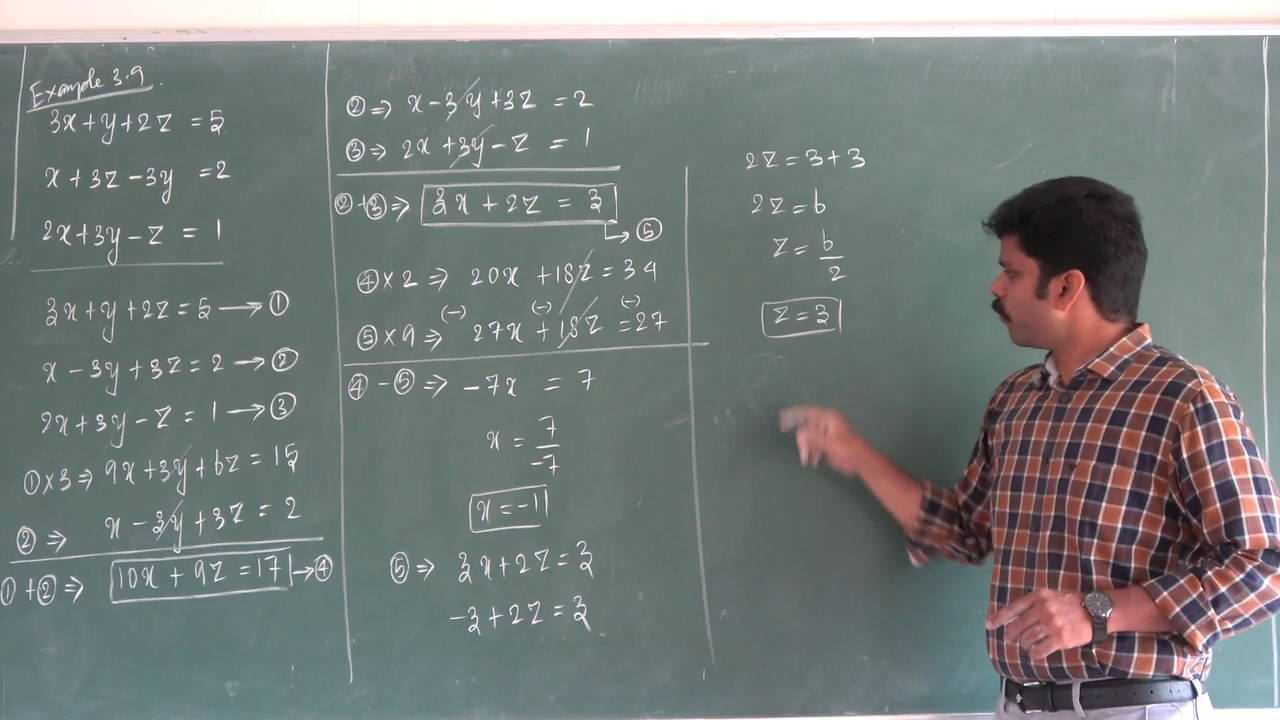 Example 3.9
3x+y+2z=5
x+3z-3y=2
2x+3y-z=1
3x+y+2z=5→①
x-3y+3z=2→②
2x+3y-z=1→③
①×3⇒ 9x+3y+6z=15
②⇒ x-3y+3z=2
①+②⇒ 10x+9z=17→④
②⇒ x-3y+3z=2
③⇒ 2x+3y-z=1
②+③⇒ 3x+2z=3
→⑤
④×2⇒ 20x+18z=34
(-) (-) (-)
⑤×9⇒ 27x+18z=27
④-⑤⇒ -7x=7
x=7/-7
x=-1
⑤⇒ 3x+2z=3
-3+2z=3
2z=3+3
2z=6
z=6/2
z=3